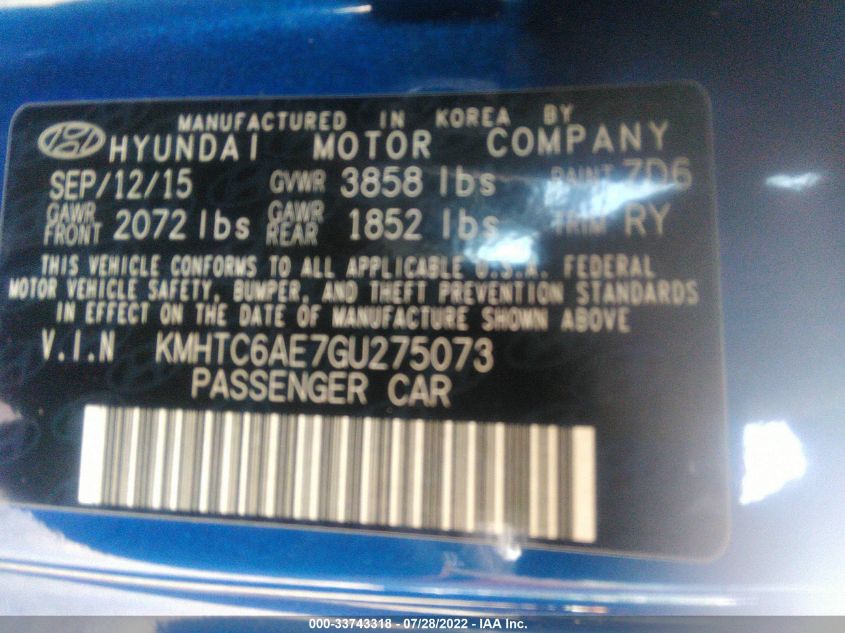 MANUFACTURED IN KOREA BY
HYUNDAI MOTOR COMPANY
SEP/12/15 GVWR 3858 lbs PAINT 7D6
GAWR FRONT 2072 lbs GAWR REAR 1852 lbs TRIM RY
THIS VEHICLE CONFORMS TO ALL APPLICABLE U.S.A. FEDERAL
MOTOR VEHICLE SAFETY, BUMPER, AND THEFT PREVENTION STANDARDS
IN EFFECT ON THE DATE OF MANUFACTURE SHOWN ABOVE
V.I.N KMHTC6AE7GU275073
PASSENGER CAR
000-33743318 - 07/28/2022 - IAA Inc.